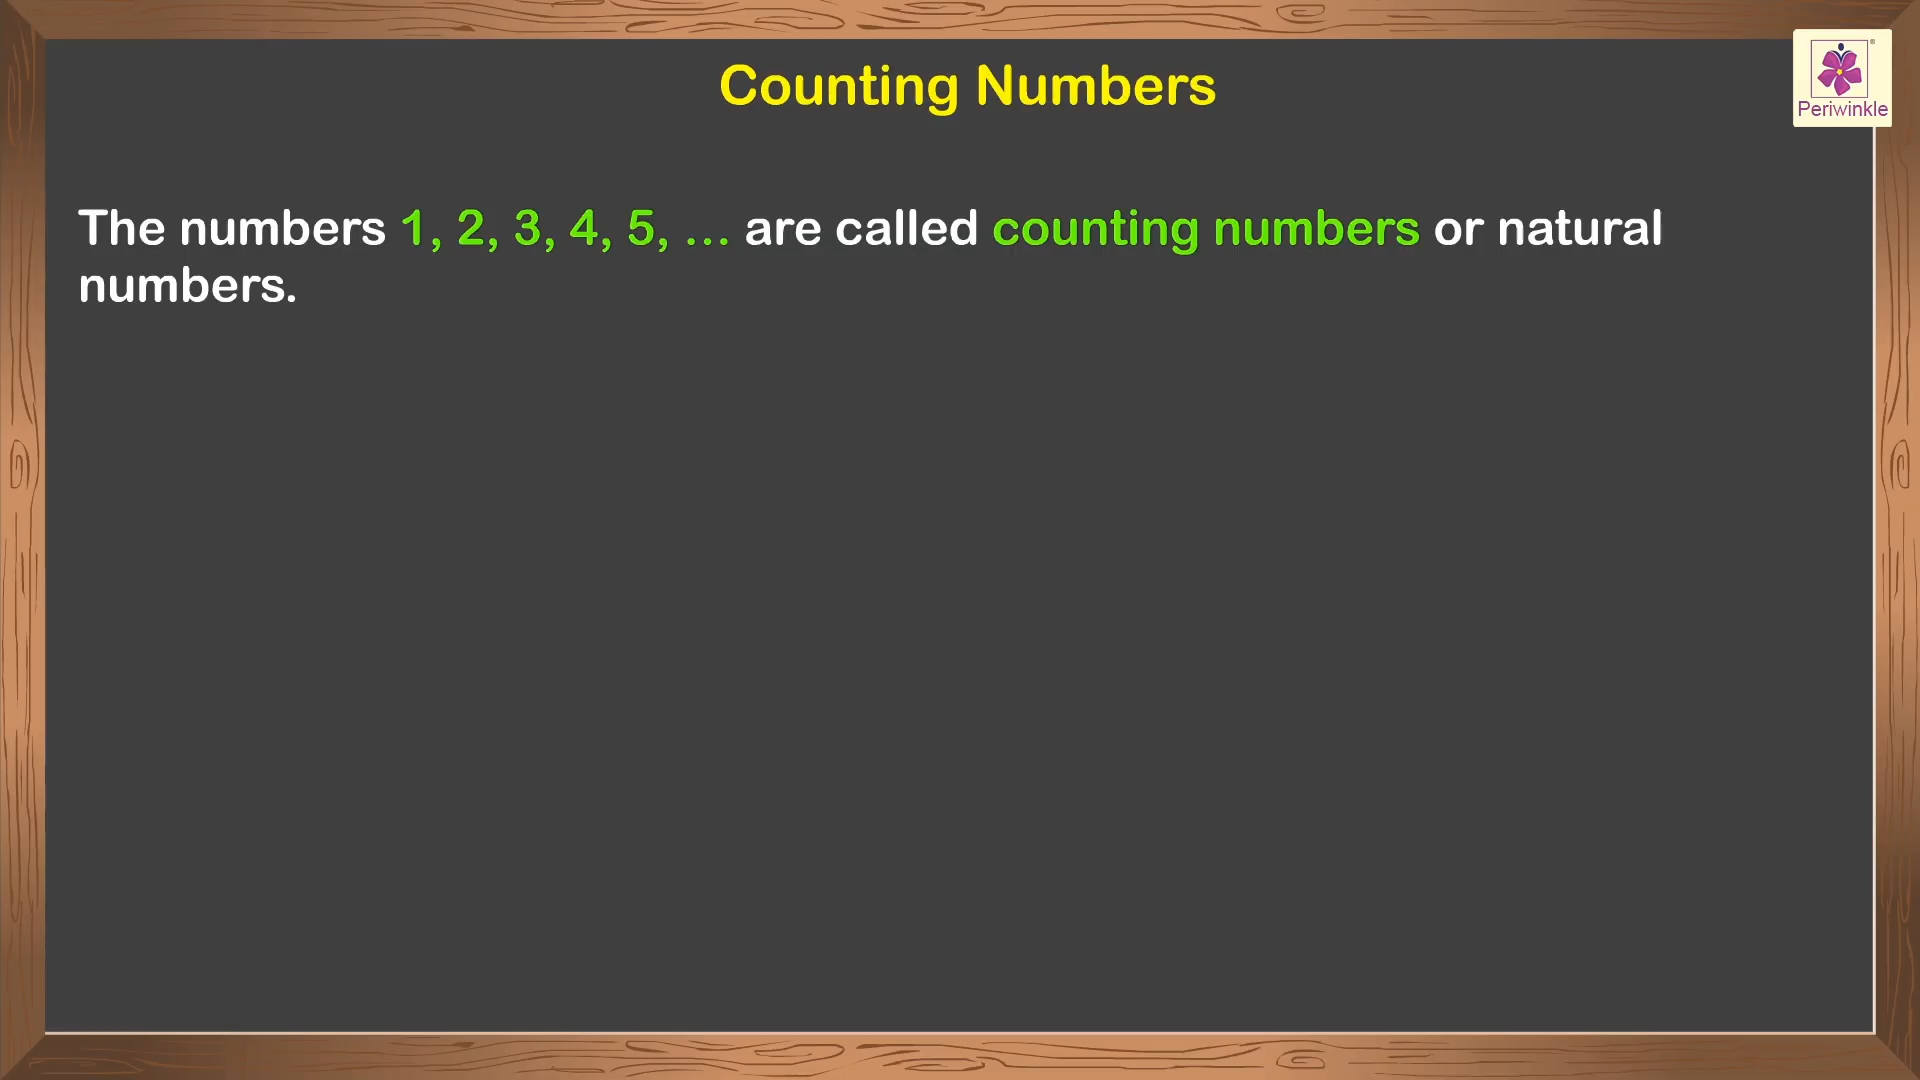 Counting Numbers
Periwinkle
The numbers 1, 2, 3, 4, 5, ... are called counting numbers or natural
numbers.